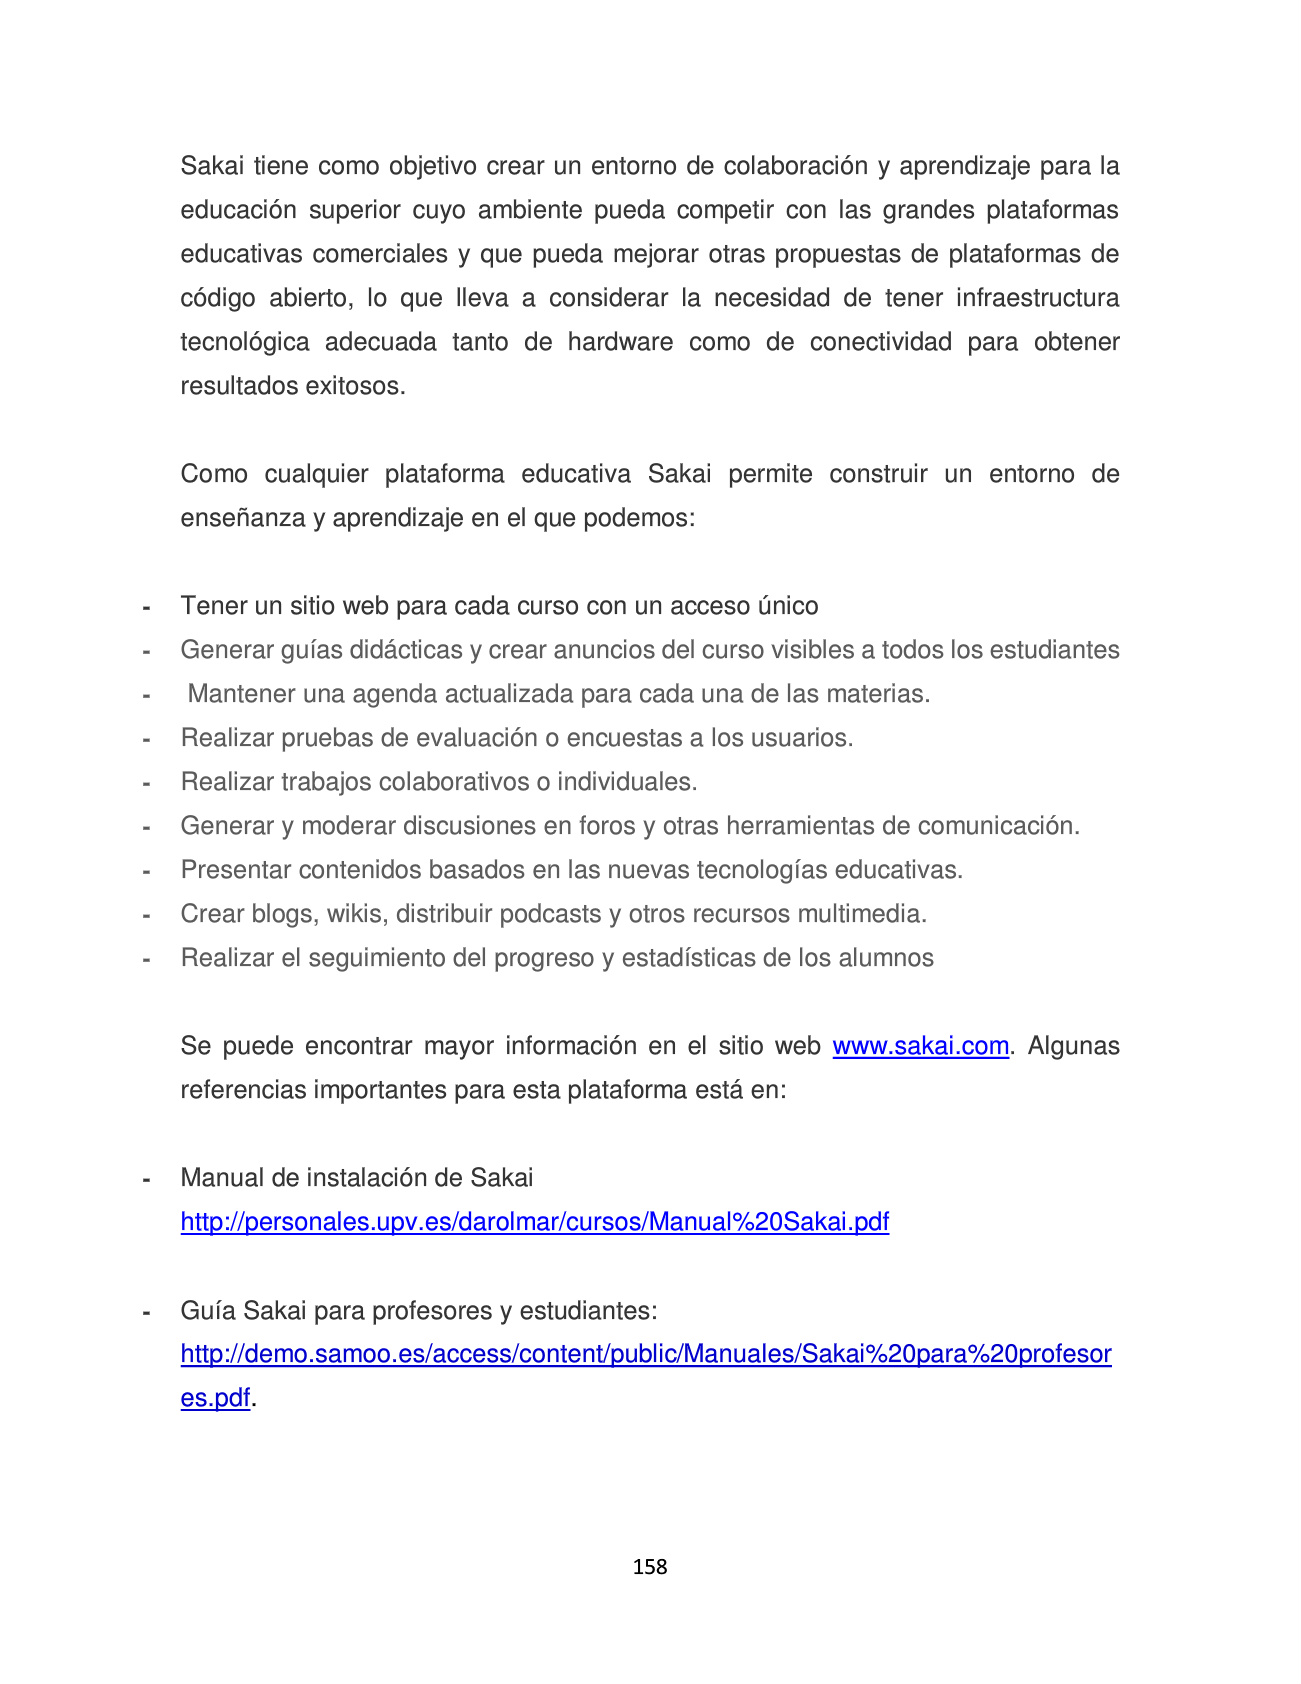 Sakai tiene como objetivo crear un entorno de colaboración y aprendizaje para la
educación superior cuyo ambiente pueda competir con las grandes plataformas
educativas comerciales y que pueda mejorar otras propuestas de plataformas de
código abierto, lo que lleva a considerar la necesidad de tener infraestructura
tecnológica adecuada tanto de hardware como de conectividad para obtener
resultados exitosos.
Como cualquier plataforma educativa Sakai permite construir un entorno de
enseñanza y aprendizaje en el que podemos:
- Tener un sitio web para cada curso con un acceso único
- Generar guías didácticas y crear anuncios del curso visibles a todos los estudiantes
- Mantener una agenda actualizada para cada una de las materias.
- Realizar pruebas de evaluación o encuestas a los usuarios.
- Realizar trabajos colaborativos o individuales.
- Generar y moderar discusiones en foros y otras herramientas de comunicación.
- Presentar contenidos basados en las nuevas tecnologías educativas.
- Crear blogs, wikis, distribuir podcasts y otros recursos multimedia.
- Realizar el seguimiento del progreso y estadísticas de los alumnos
Se puede encontrar mayor información en el sitio web www.sakai.com. Algunas
referencias importantes para esta plataforma está en:
- Manual de instalación de Sakai
http://personales.upv.es/darolmar/cursos/Manual%20Sakai.pdf
- Guía Sakai para profesores y estudiantes:
http://demo.samoo.es/access/content/public/Manuales/Sakai%20para%20profesor
es.pdf.
158